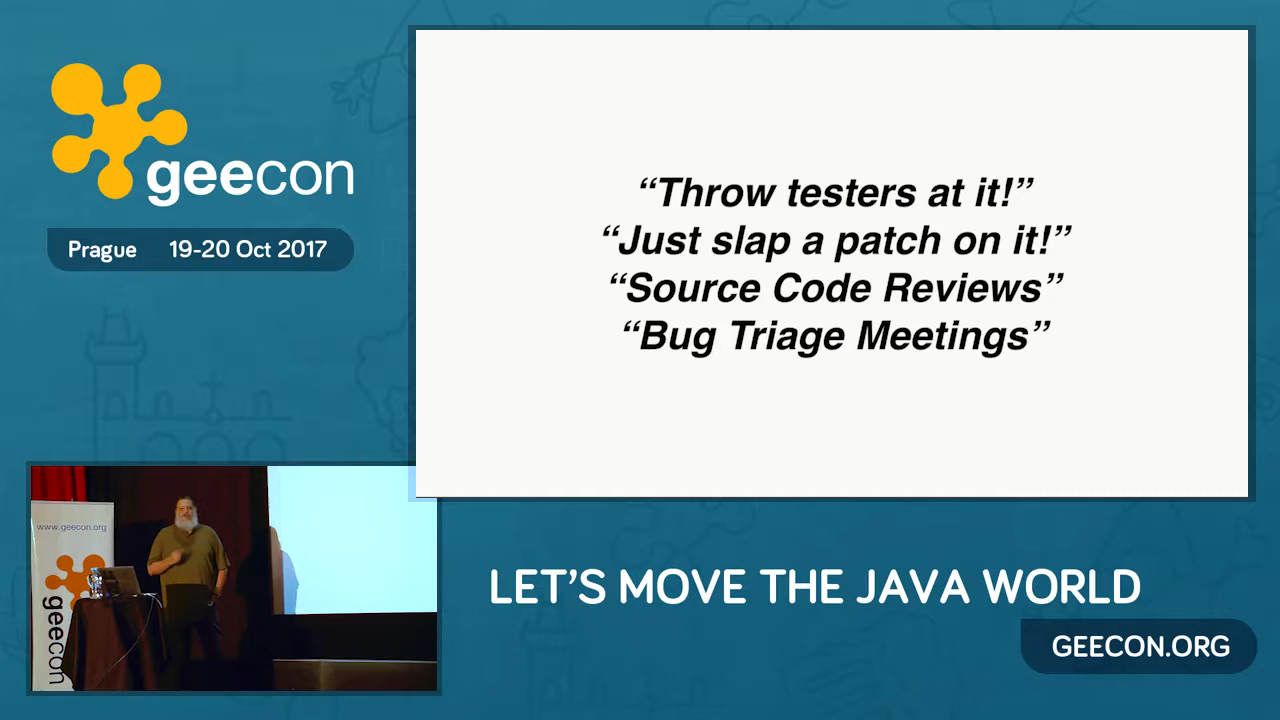 geecon
Prague 19-20 Oct 2017
“Throw testers at it!”
“Just slap a patch on it!”
“Source Code Reviews”
“Bug Triage Meetings”
www.geecon.org
geecon
LET’S MOVE THE JAVA WORLD
GEECON.ORG